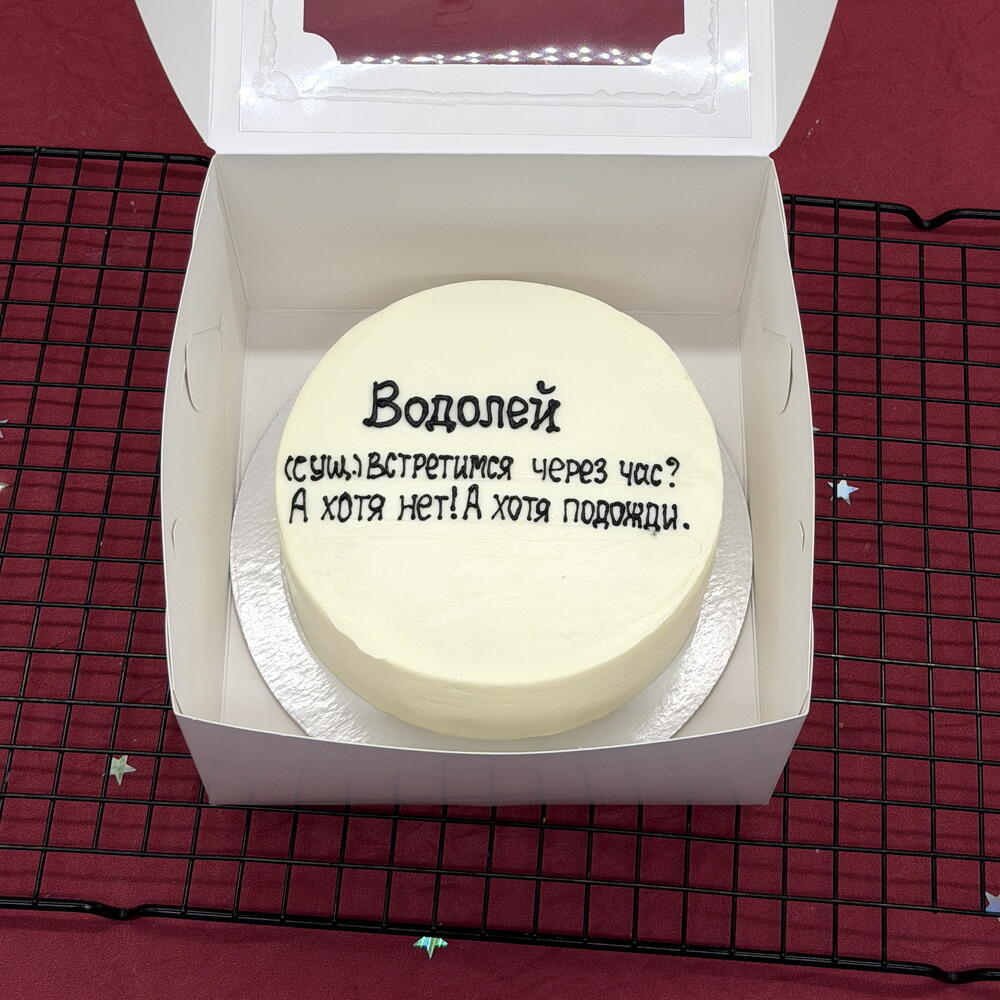 Водолей
(сущ.) встретимся через час?
А хотя нет! А хотя подожди.